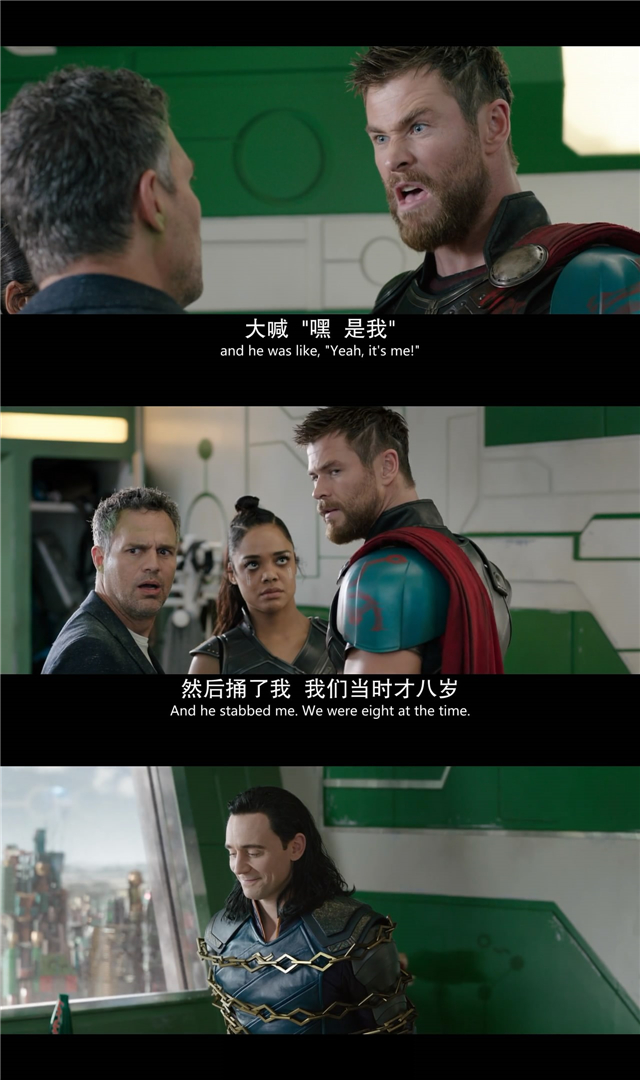 大喊 "嘿 是我"
and he was like, "Yeah, it's me!"
然后捅了我 我们当时才八岁
And he stabbed me. We were eight at the time.